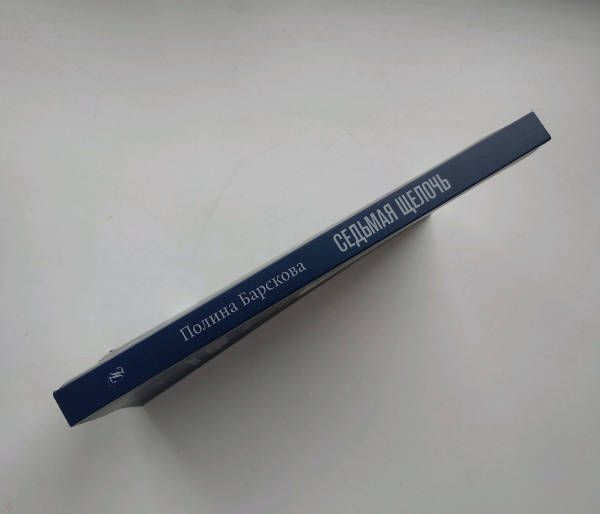 Полина Барскова
СЕДЬМАЯ ЩЕЛОЧЬ